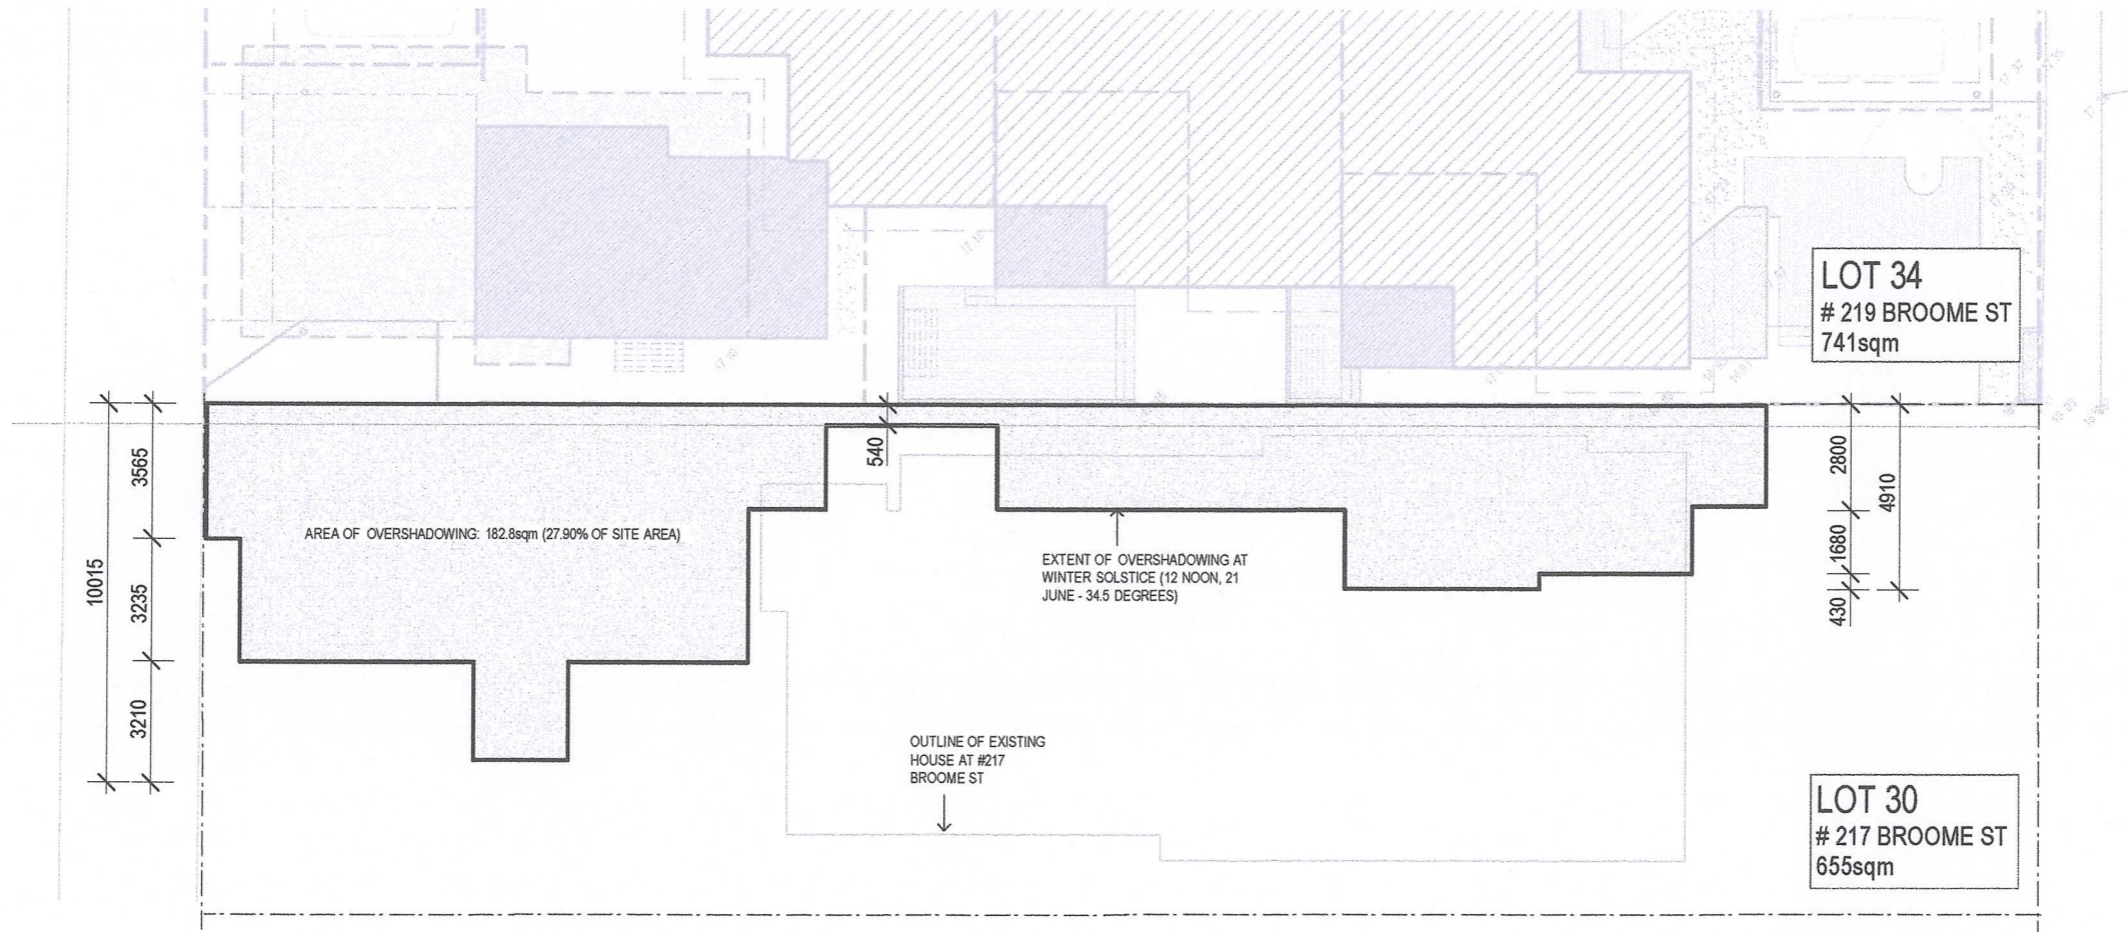 LOT 34
# 219 BROOME ST
741sqm
10015
3565
3235
3210
540
2800
4910
1680
430
AREA OF OVERSHADOWING: 182.8sqm (27.90% OF SITE AREA)
EXTENT OF OVERSHADOWING AT
WINTER SOLSTICE (12 NOON, 21
JUNE - 34.5 DEGREES)
OUTLINE OF EXISTING
HOUSE AT #217
BROOME ST
LOT 30
# 217 BROOME ST
655sqm
17.10